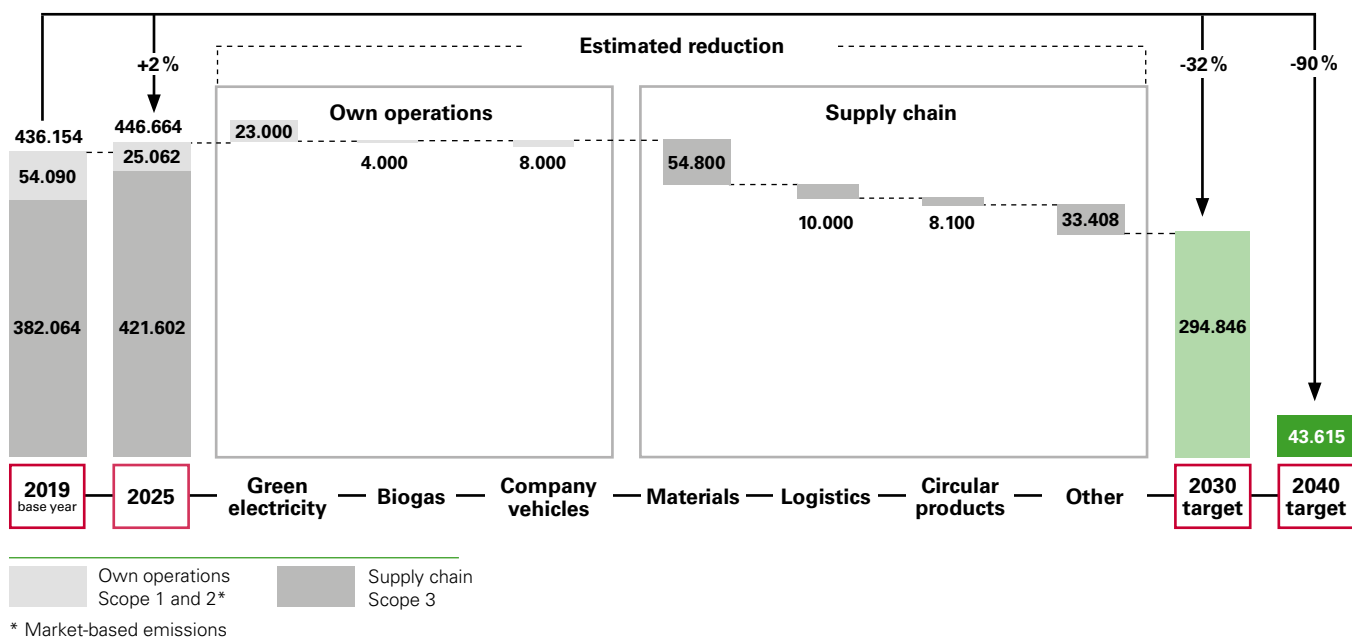 Estimated reduction
+2 %
-32 %
-90 %
Own operations
Supply chain
436.154
446.664
54.090
25.062
382.064
421.602
23.000
4.000
8.000
54.800
10.000
8.100
33.408
294.846
43.615
2019
base year
2025
Green
electricity
Biogas
Company
vehicles
Materials
Logistics
Circular
products
Other
2030
target
2040
target
Own operations
Scope 1 and 2*
Supply chain
Scope 3
* Market-based emissions